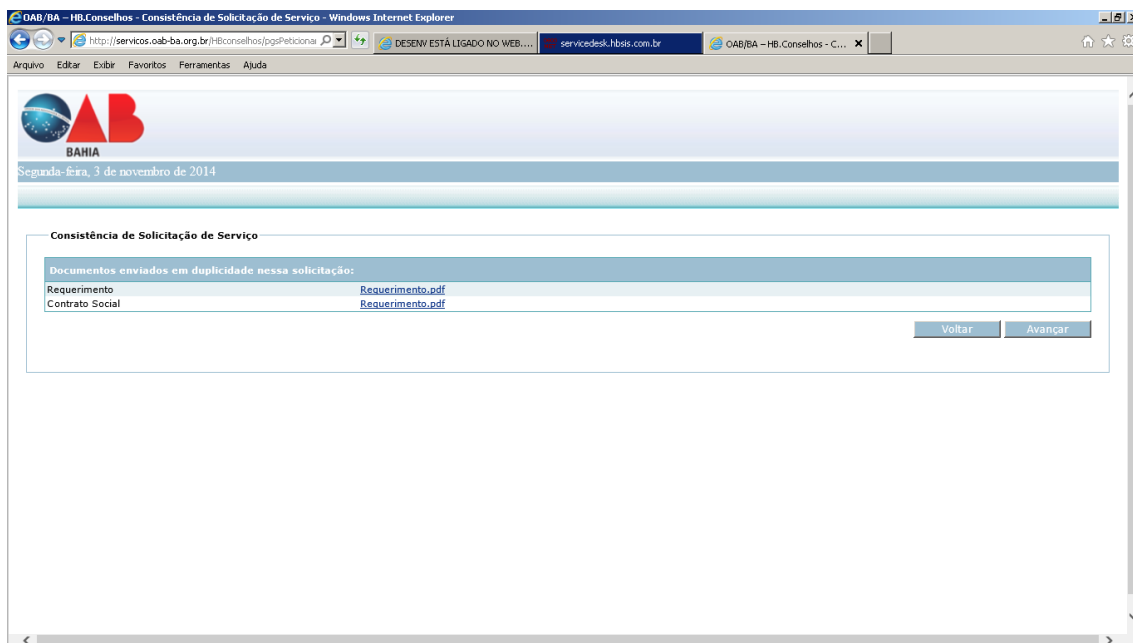 OAB/BA – HB.Conselhos - Consistência de Solicitação de Serviço - Windows Internet Explorer
http://servicos.oab-ba.org.br/HBconselhos/pgsPeticionar
DESENV ESTÁ LIGADO NO WEB....
servicedesk.hbsis.com.br
OAB/BA – HB.Conselhos - C...
Arquivo Editar Exibir Favoritos Ferramentas Ajuda
OAB
BAHIA
Segunda-feira, 3 de novembro de 2014
Consistência de Solicitação de Serviço
Documentos enviados em duplicidade nessa solicitação:
Requerimento Requerimento.pdf
Contrato Social Requerimento.pdf
Voltar Avançar